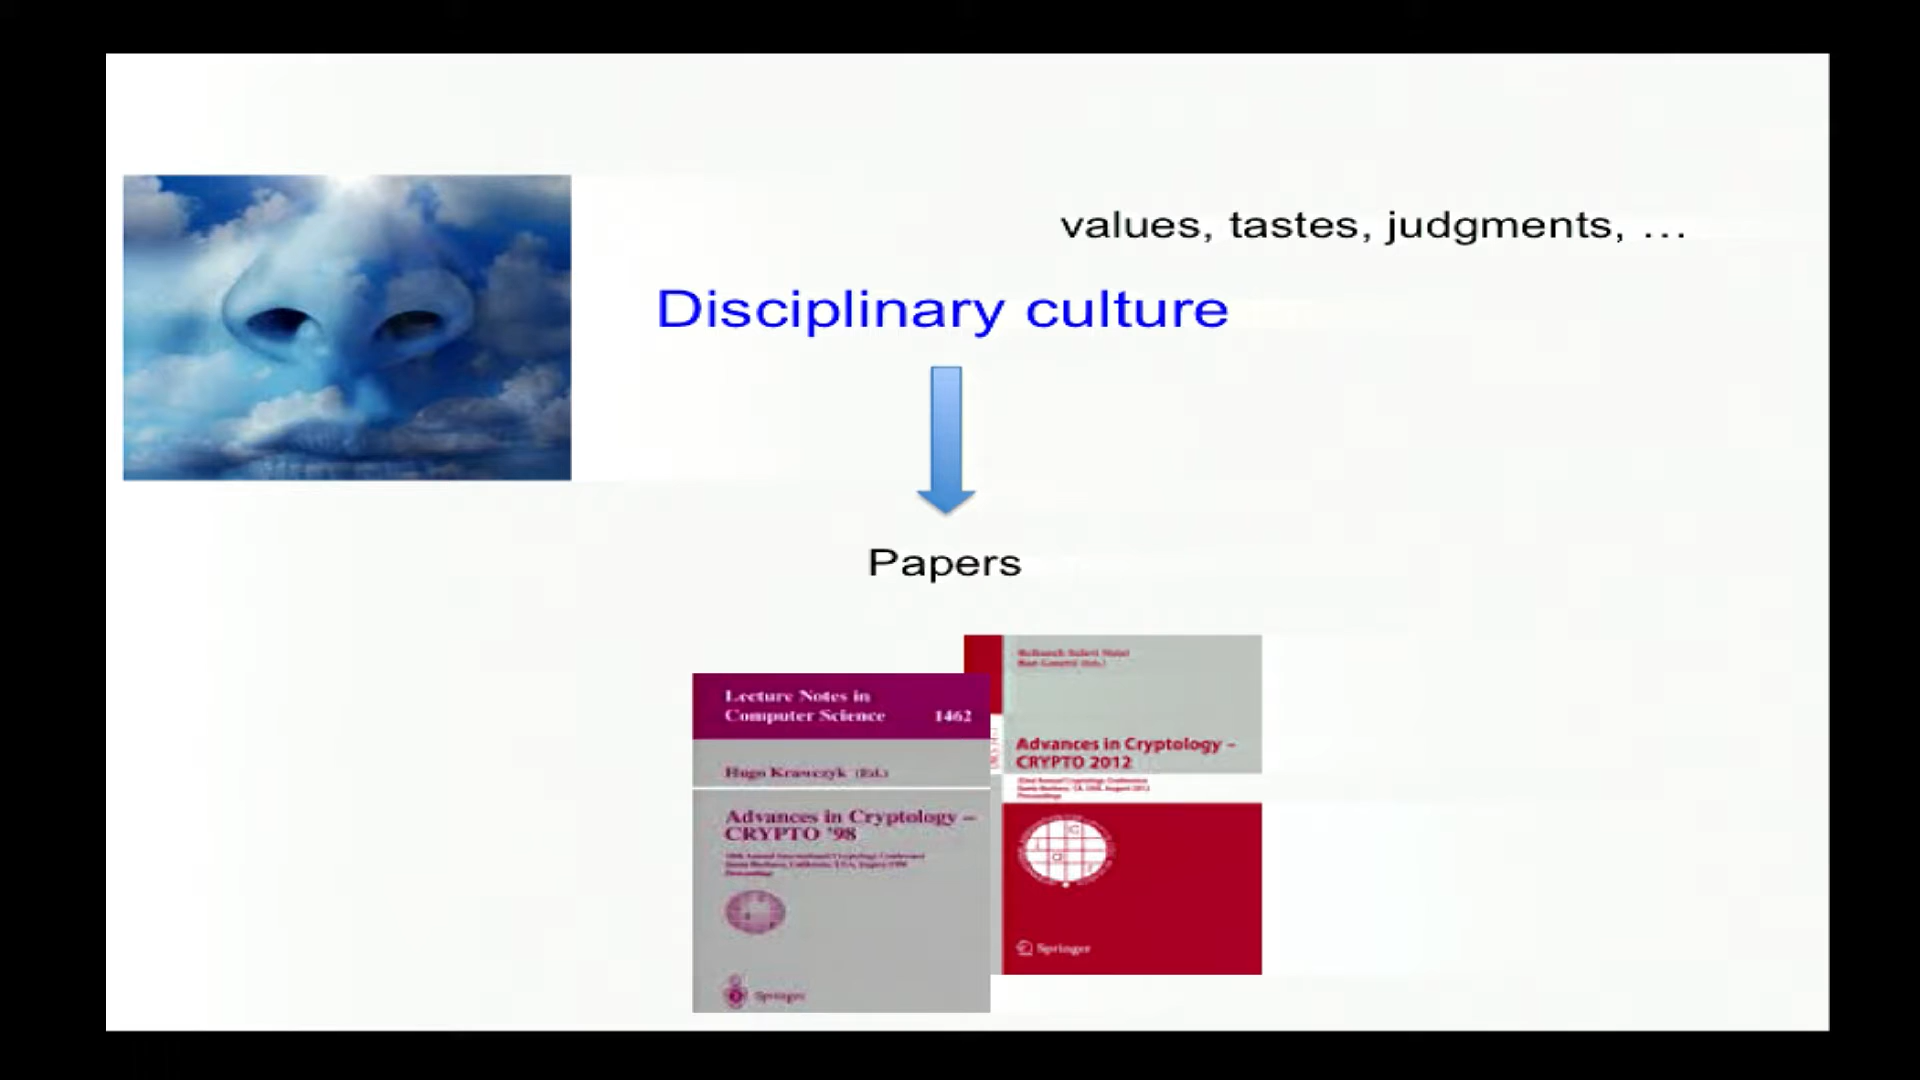 values, tastes, judgments, ...
Disciplinary culture
Papers
Lecture Notes in
Computer Science 1462
Hugo Krawczyk (Ed.)
Advances in Cryptology –
CRYPTO '98
Springer
Advances in Cryptology –
CRYPTO 2012
Springer